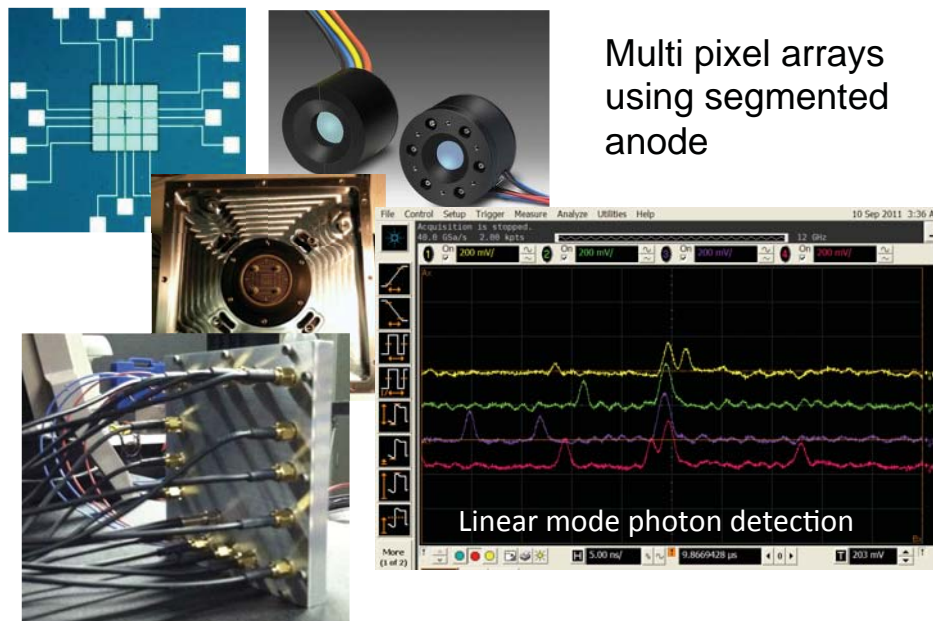 Multi pixel arrays
using segmented
anode
File Control Setup Trigger Measure Analyze Utilities Help 10 Sep 2011 3:36 A
Acquisition is stopped.
40.0 GSa/s 2.00 kpts 12 GHz
1 On 200 mV/ 2 On 200 mV/ 3 On 200 mV/ 4 On 200 mV/
Linear mode photon detection
More
(1 of 2)
H 5.00 ns/ 9.8669428 µs 0 T 203 mV